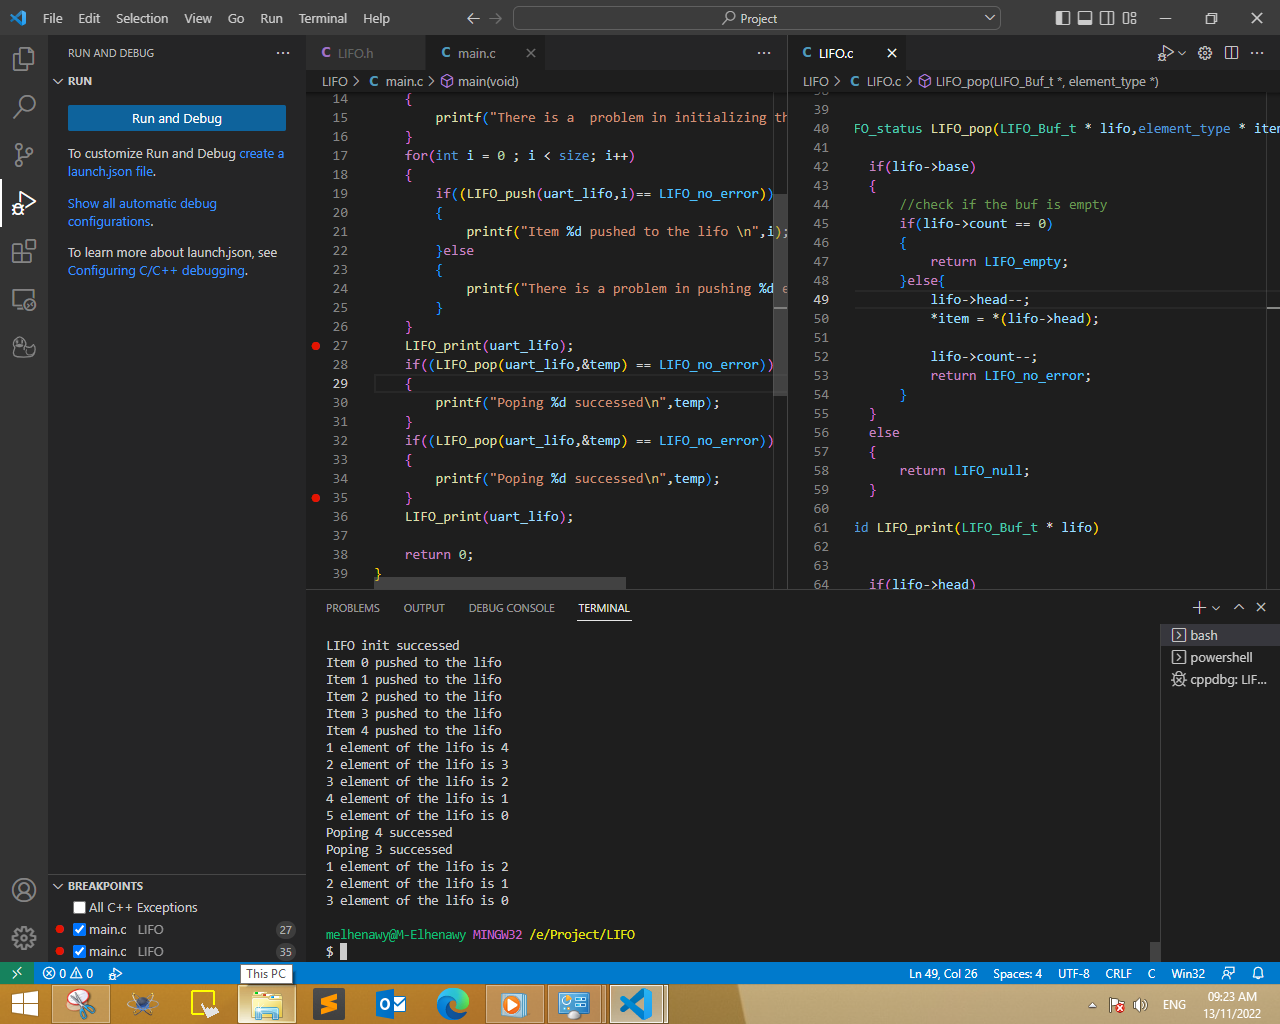 File Edit Selection View Go Run Terminal Help
Project
RUN AND DEBUG
RUN
Run and Debug
To customize Run and Debug create a
launch.json file.
Show all automatic debug
configurations.
To learn more about launch.json, see
Configuring C/C++ debugging.
BREAKPOINTS
All C++ Exceptions
main.c LIFO 27
main.c LIFO 35
C LIFO.h C main.c
LIFO > C main.c > main(void)
14 {
15 printf("There is a  problem in initializing th
16 }
17 for(int i = 0 ; i < size; i++)
18 {
19 if((LIFO_push(uart_lifo,i)== LIFO_no_error))
20 {
21 printf("Item %d pushed to the lifo \n",i);
22 }else
23 {
24 printf("There is a problem in pushing %d e
25 }
26 }
27 LIFO_print(uart_lifo);
28 if((LIFO_pop(uart_lifo,&temp) == LIFO_no_error))
29 {
30 printf("Poping %d successed\n",temp);
31 }
32 if((LIFO_pop(uart_lifo,&temp) == LIFO_no_error))
33 {
34 printf("Poping %d successed\n",temp);
35 }
36 LIFO_print(uart_lifo);
37
38 return 0;
39 }
C LIFO.c
LIFO > C LIFO.c > LIFO_pop(LIFO_Buf_t *, element_type *)
38
39
40 FO_status LIFO_pop(LIFO_Buf_t * lifo,element_type * item
41
42 if(lifo->base)
43 {
44 //check if the buf is empty
45 if(lifo->count == 0)
46 {
47 return LIFO_empty;
48 }else{
49 lifo->head--;
50 *item = *(lifo->head);
51
52 lifo->count--;
53 return LIFO_no_error;
54 }
55 }
56 else
57 {
58 return LIFO_null;
59 }
60
61 id LIFO_print(LIFO_Buf_t * lifo)
62
63
64 if(lifo->head)
PROBLEMS OUTPUT DEBUG CONSOLE TERMINAL
LIFO init successed
Item 0 pushed to the lifo
Item 1 pushed to the lifo
Item 2 pushed to the lifo
Item 3 pushed to the lifo
Item 4 pushed to the lifo
1 element of the lifo is 4
2 element of the lifo is 3
3 element of the lifo is 2
4 element of the lifo is 1
5 element of the lifo is 0
Poping 4 successed
Poping 3 successed
1 element of the lifo is 2
2 element of the lifo is 1
3 element of the lifo is 0
melhenawy@M-Elhenawy MINGW32 /e/Project/LIFO
$
bash
powershell
cppdbg: LIF...
0 0
This PC
Ln 49, Col 26 Spaces: 4 UTF-8 CRLF C Win32
ENG
09:23 AM
13/11/2022